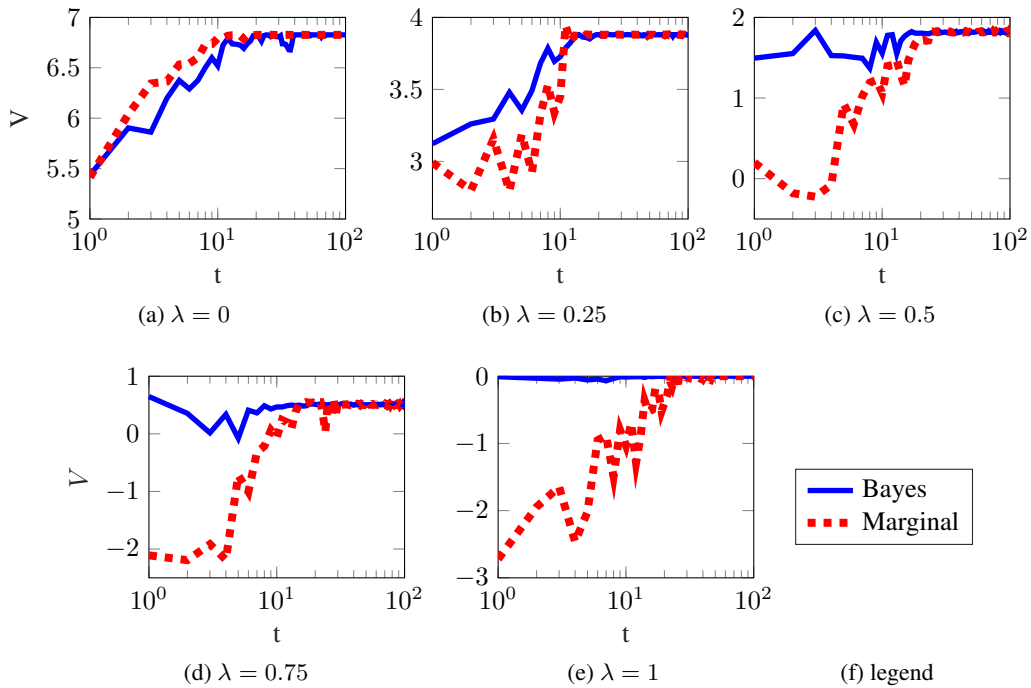 7
6.5
6
5.5
5
V
10^0
10^1
10^2
t
(a) λ = 0
4
3.5
3
10^0
10^1
10^2
t
(b) λ = 0.25
2
1
0
10^0
10^1
10^2
t
(c) λ = 0.5
1
0
−1
−2
V
10^0
10^1
10^2
t
(d) λ = 0.75
0
−1
−2
−3
10^0
10^1
10^2
t
(e) λ = 1
Bayes
Marginal
(f) legend